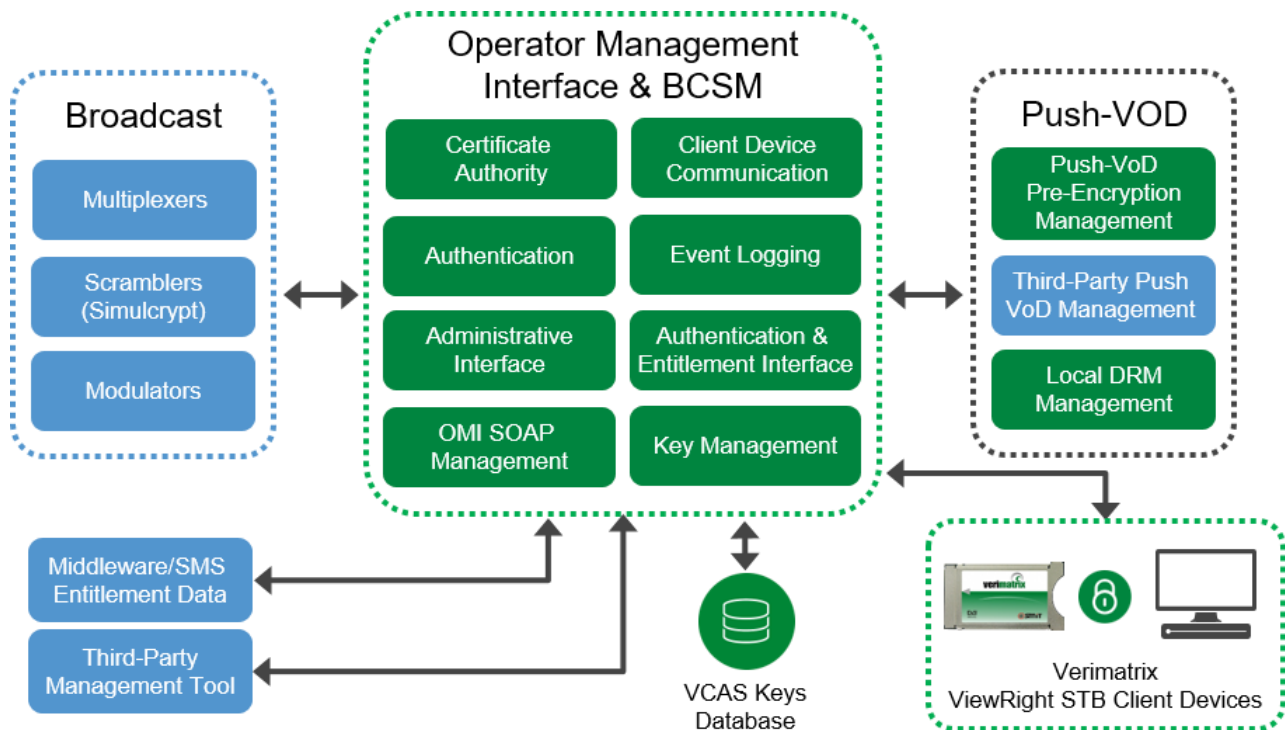 Operator Management
Interface & BCSM
Broadcast
Multiplexers
Scramblers
(Simulcrypt)
Modulators
Certificate
Authority
Client Device
Communication
Authentication
Event Logging
Administrative
Interface
Authentication &
Entitlement Interface
OMI SOAP
Management
Key Management
Push-VOD
Push-VoD
Pre-Encryption
Management
Third-Party Push
VoD Management
Local DRM
Management
Middleware/SMS
Entitlement Data
Third-Party
Management Tool
VCAS Keys
Database
verimatrix
Verimatrix
ViewRight STB Client Devices